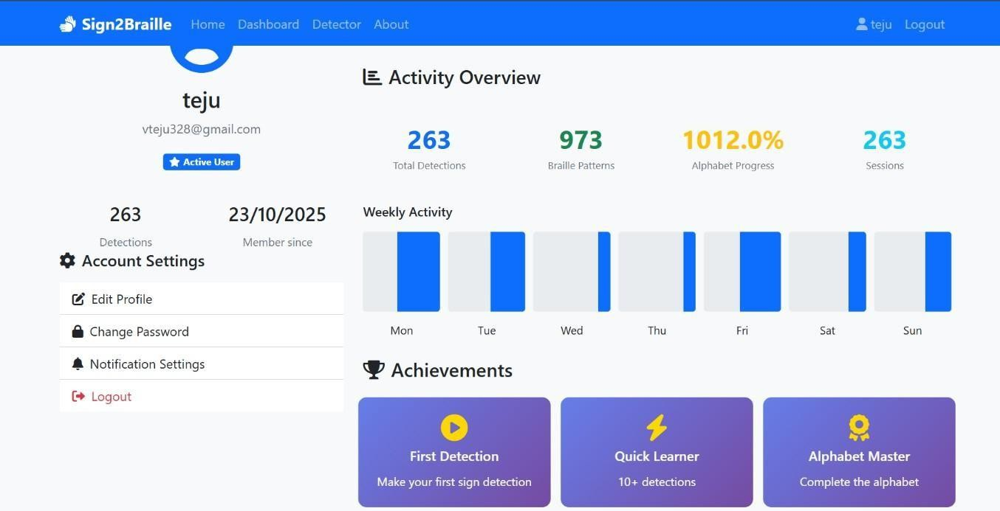 Sign2Braille Home Dashboard Detector About teju Logout
teju
vteju328@gmail.com
Active User
263 23/10/2025
Detections Member since
Account Settings
Edit Profile
Change Password
Notification Settings
Logout
Activity Overview
263 973 1012.0% 263
Total Detections Braille Patterns Alphabet Progress Sessions
Weekly Activity
Mon Tue Wed Thu Fri Sat Sun
Achievements
First Detection
Make your first sign detection
Quick Learner
10+ detections
Alphabet Master
Complete the alphabet